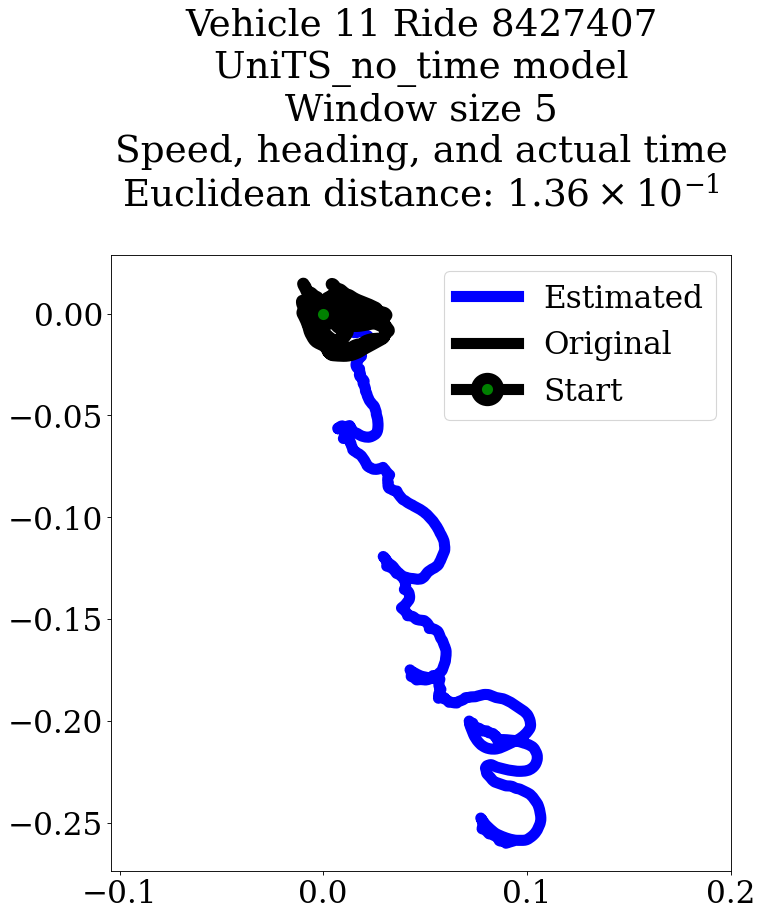 Vehicle 11 Ride 8427407
UniTS_no_time model
Window size 5
Speed, heading, and actual time
Euclidean distance: 1.36 × 10⁻¹
Estimated
Original
Start
0.00
−0.05
−0.10
−0.15
−0.20
−0.25
−0.1 0.0 0.1 0.2